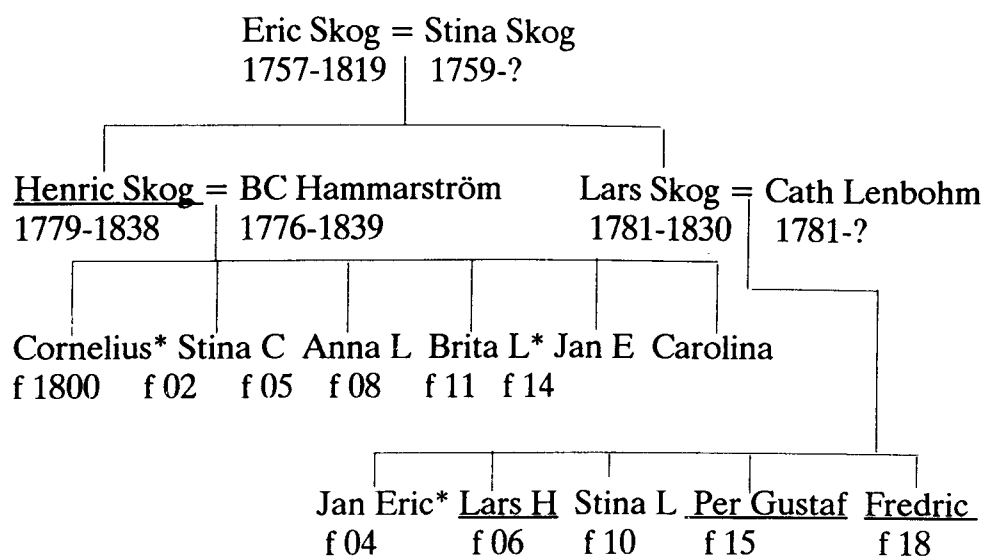 Eric Skog = Stina Skog
1757-1819 1759-?
Henric Skog = BC Hammarström Lars Skog = Cath Lenbohm
1779-1838 1776-1839 1781-1830 1781-?
Cornelius* Stina C Anna L Brita L* Jan E Carolina
f 1800 f 02 f 05 f 08 f 11 f 14
Jan Eric* Lars H Stina L Per Gustaf Fredric
f 04 f 06 f 10 f 15 f 18